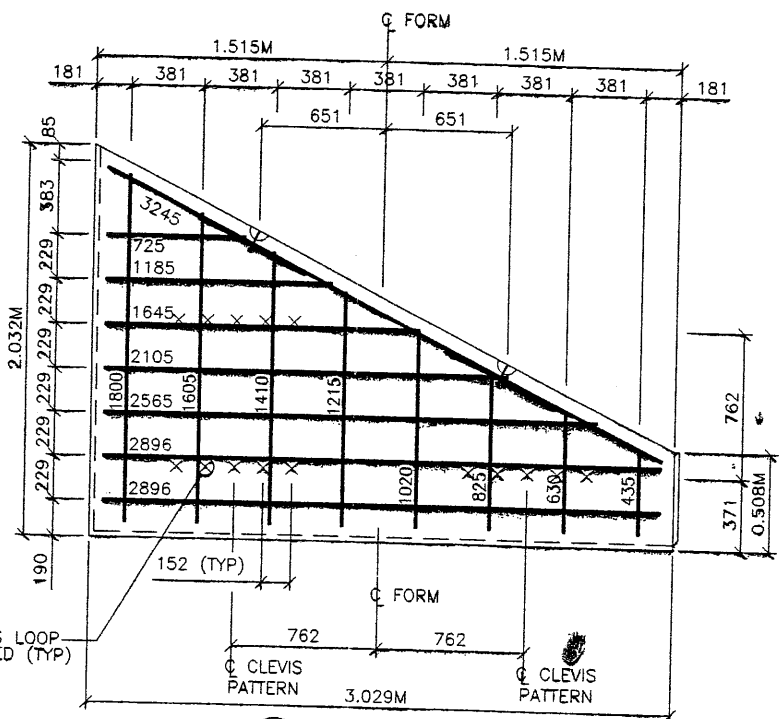 ℄ FORM
1.515M 1.515M
181 381 381 381 381 381 381 381 181
651 651
85
383
229
229
229
229
229
229
190
2.032M
3245
725
1185
1645
2105
2565
2896
2896
1800
1605
1410
1215
1020
825
630
435
762
371
0.508M
152 (TYP)
℄ FORM
LOOP
(TYP)
762 762
℄ CLEVIS
PATTERN
℄ CLEVIS
PATTERN
3.029M